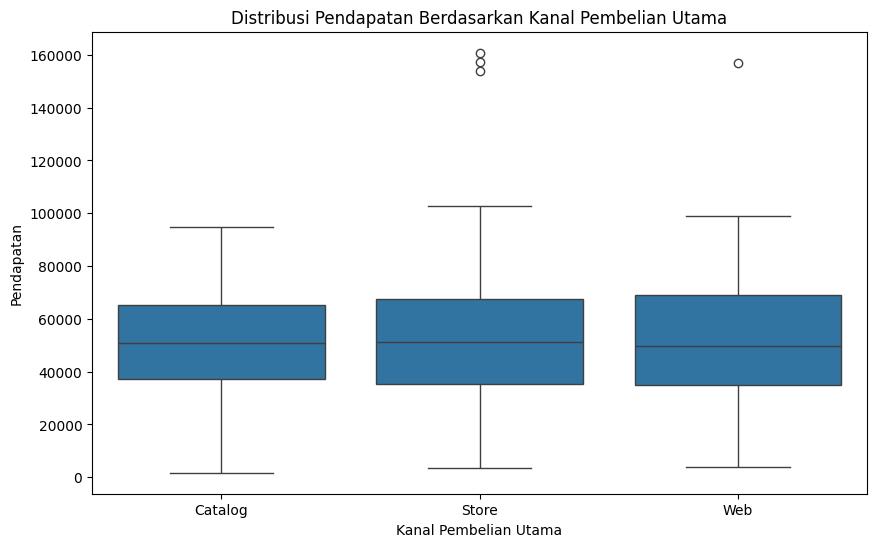 Distribusi Pendapatan Berdasarkan Kanal Pembelian Utama
160000
140000
120000
100000
80000
60000
40000
20000
0
Pendapatan
Catalog
Store
Web
Kanal Pembelian Utama